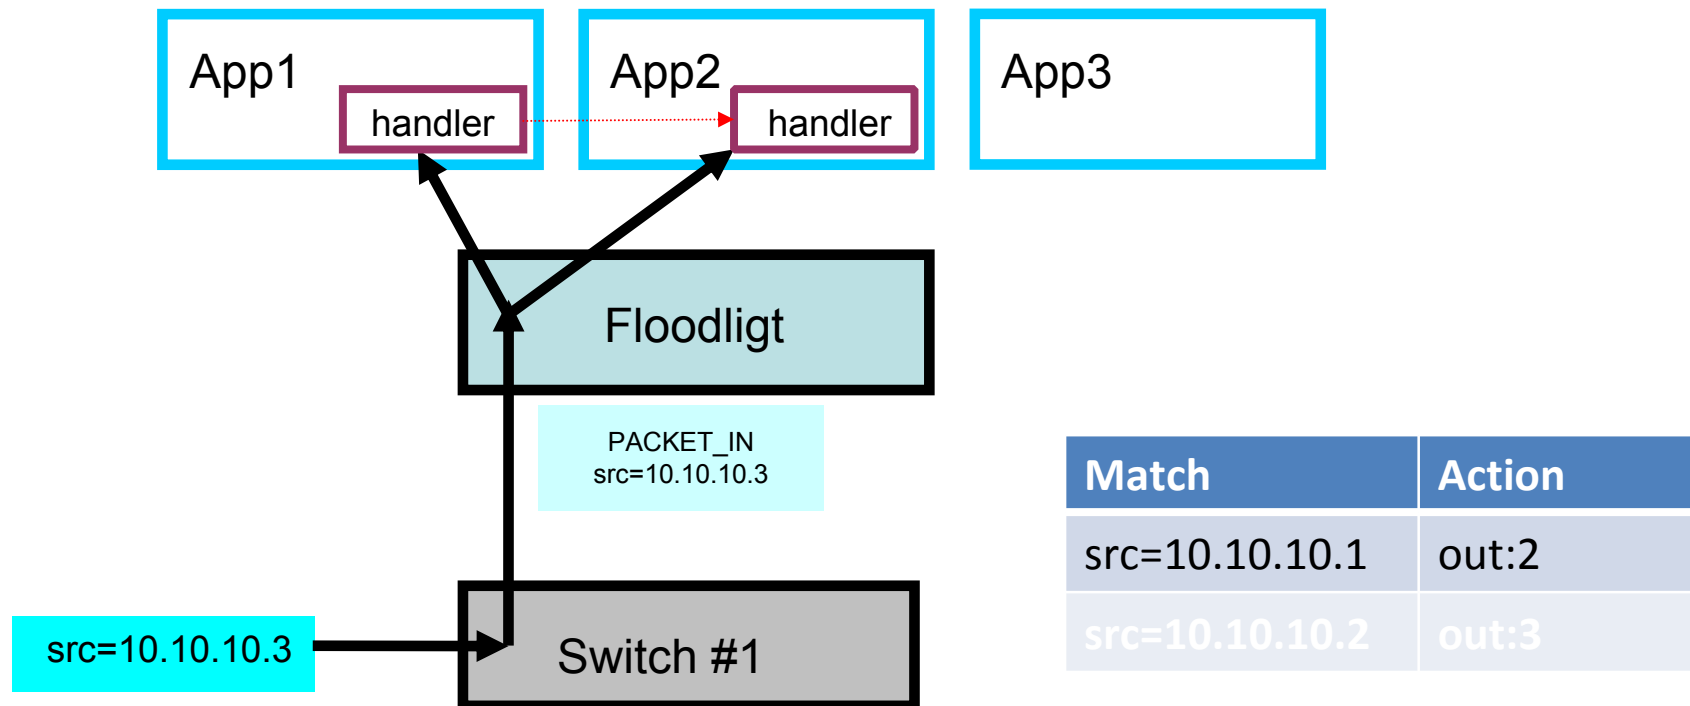 App1
handler
App2
handler
App3
Floodligt
PACKET_IN
src=10.10.10.3
src=10.10.10.3
Switch #1
Match Action
src=10.10.10.1 out:2
src=10.10.10.2 out:3